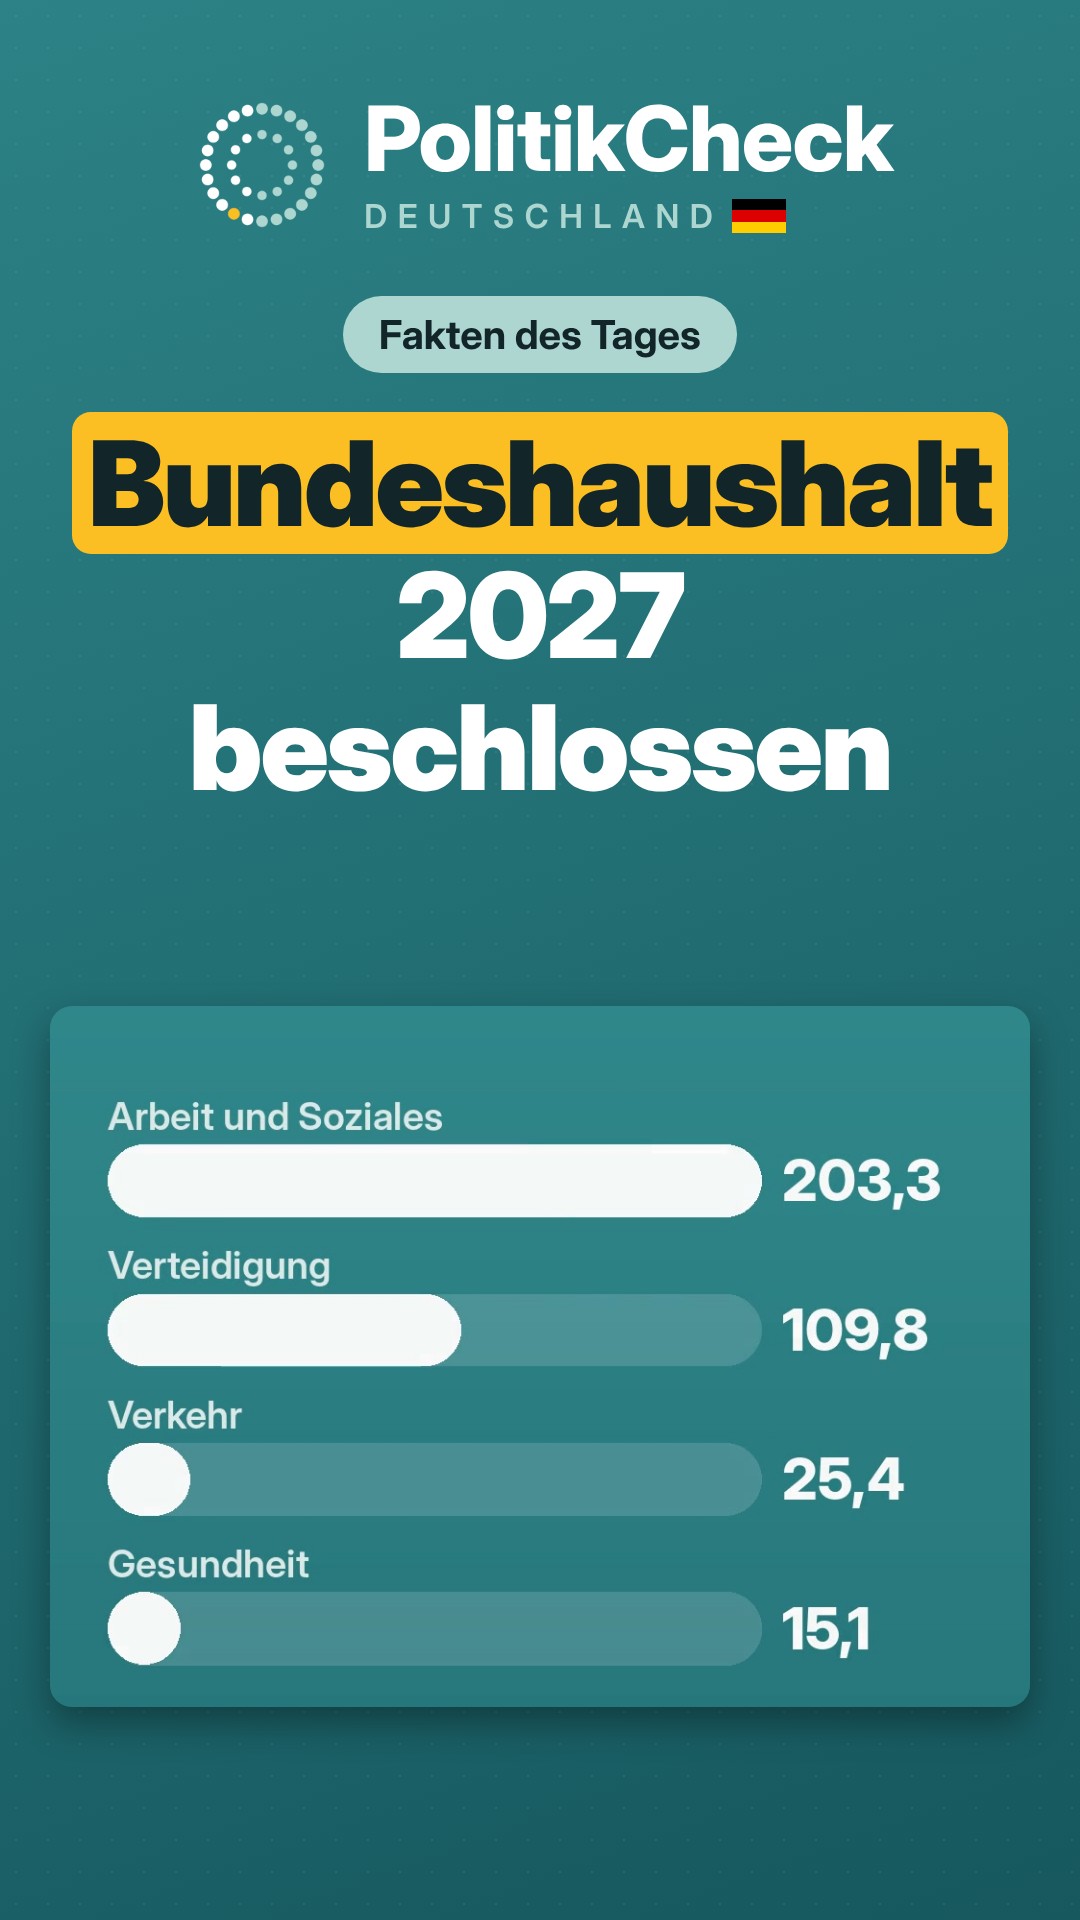 PolitikCheck
DEUTSCHLAND
Fakten des Tages
Bundeshaushalt
2027
beschlossen
Arbeit und Soziales
203,3
Verteidigung
109,8
Verkehr
25,4
Gesundheit
15,1